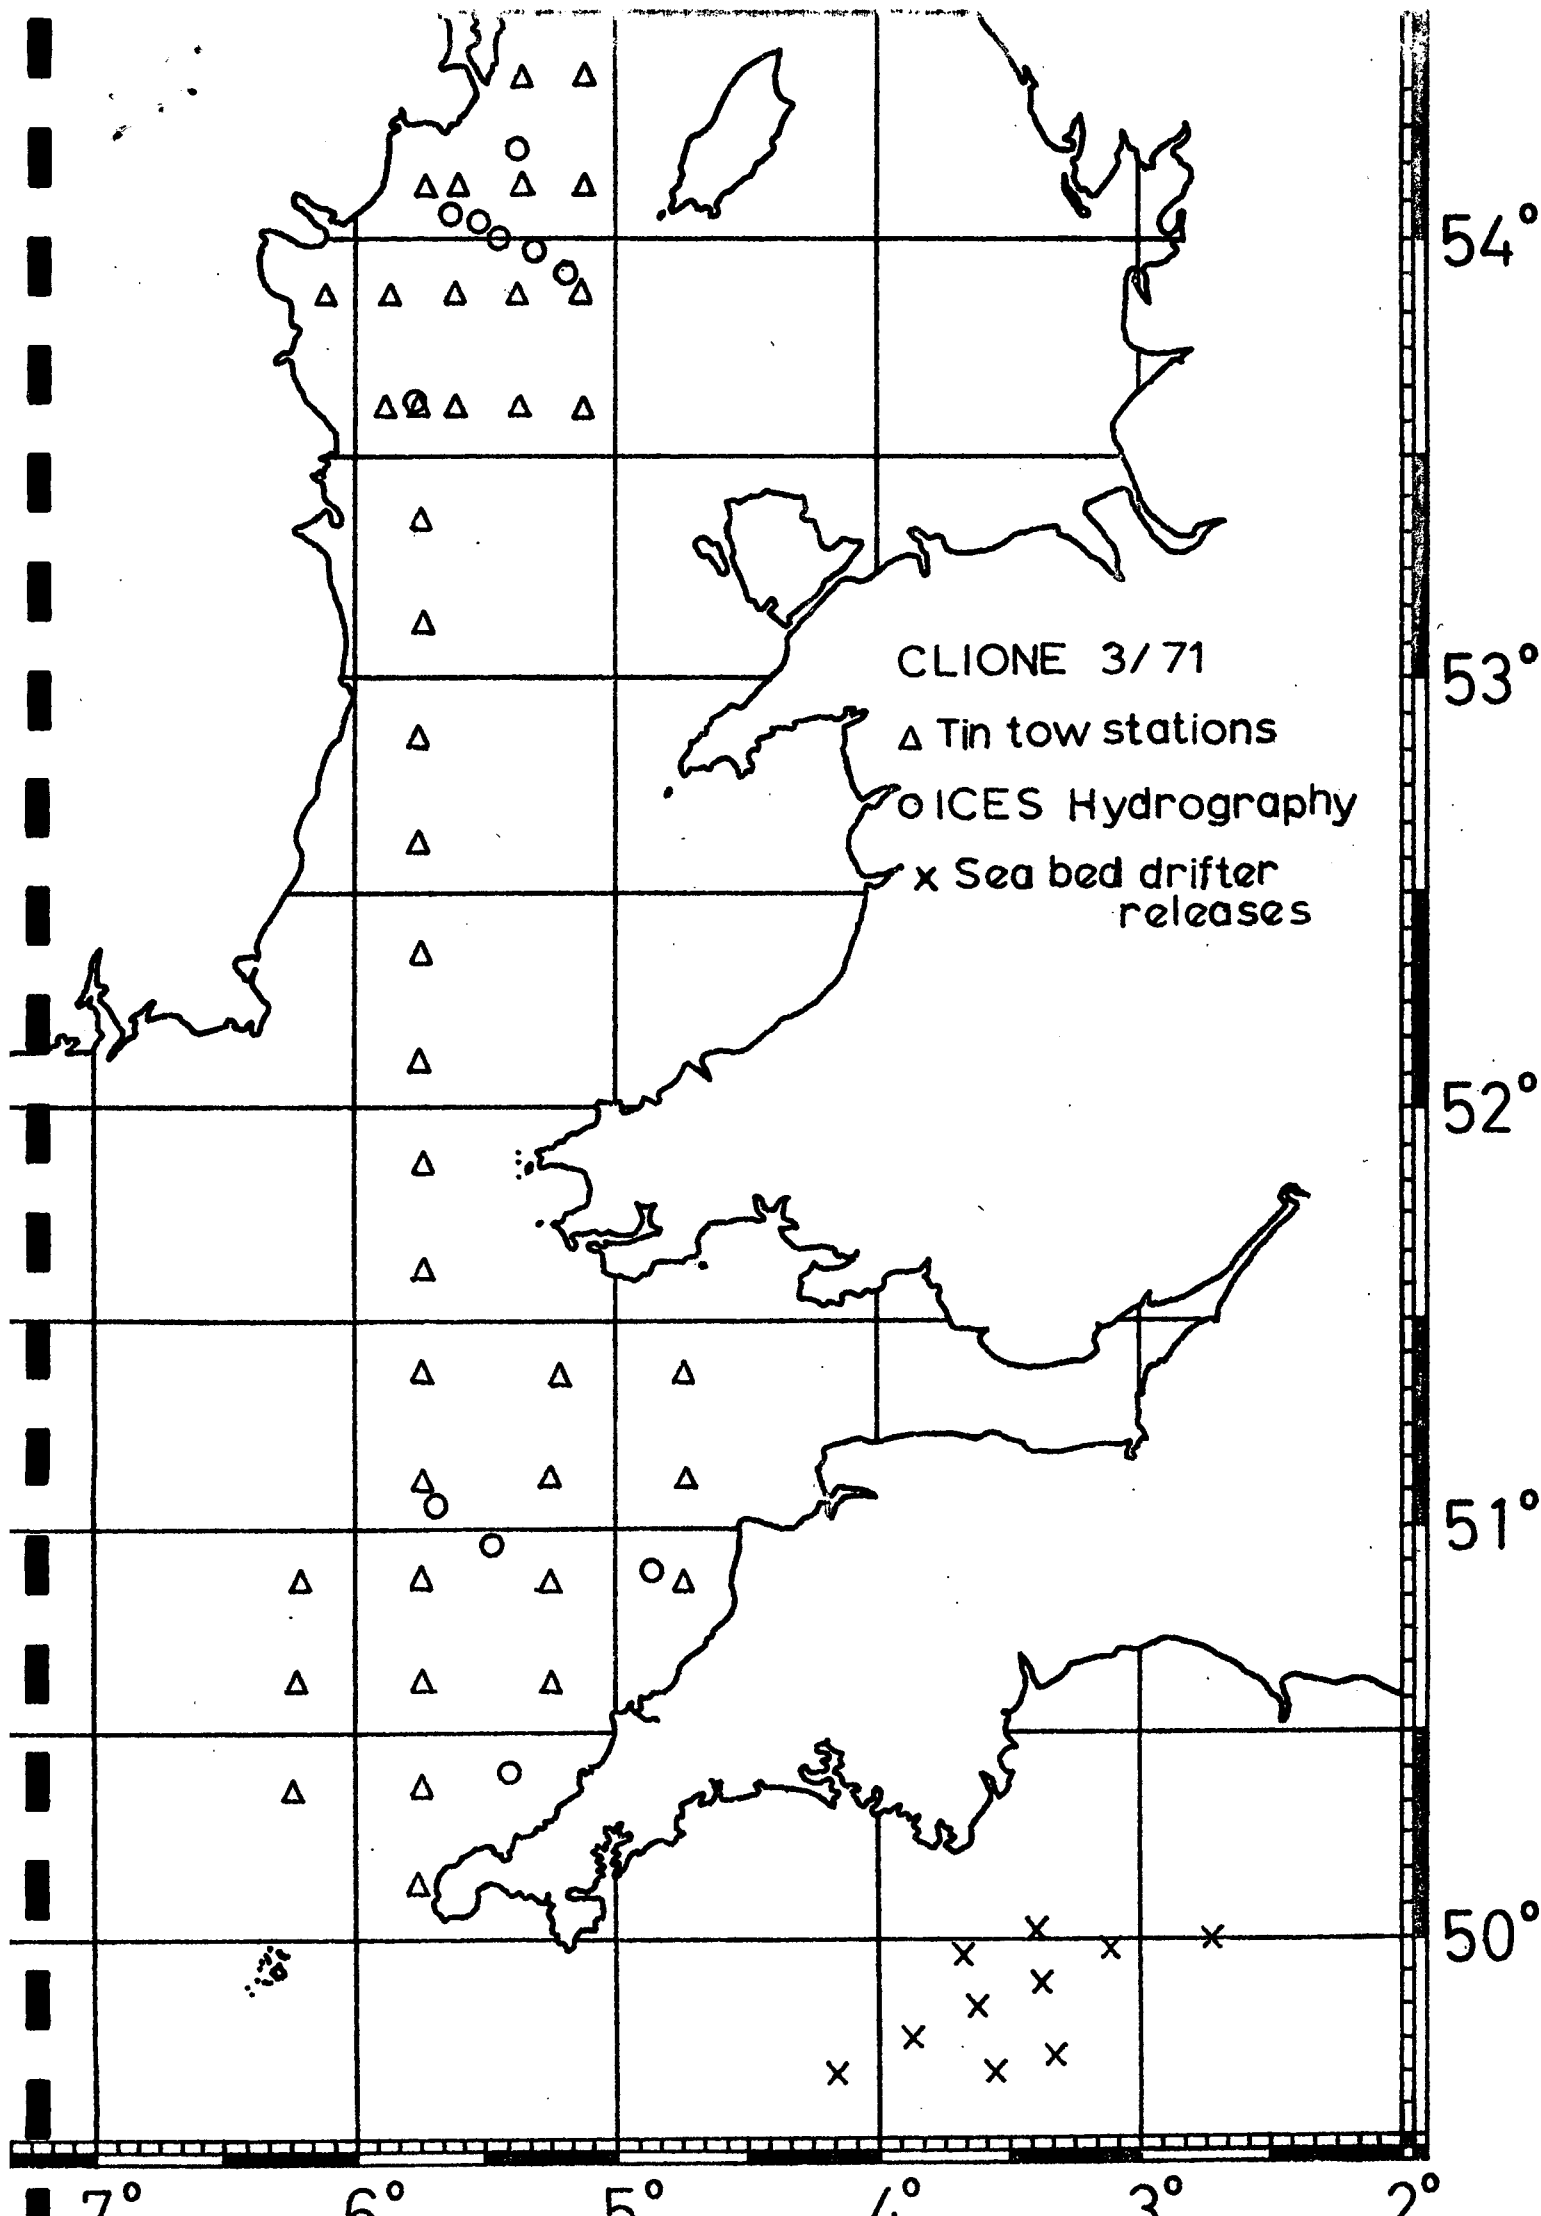 54°
53°
CLIONE 3/71
△ Tin tow stations
○ ICES Hydrography
× Sea bed drifter
releases
52°
51°
50°
7° 6° 5° 4° 3° 2°